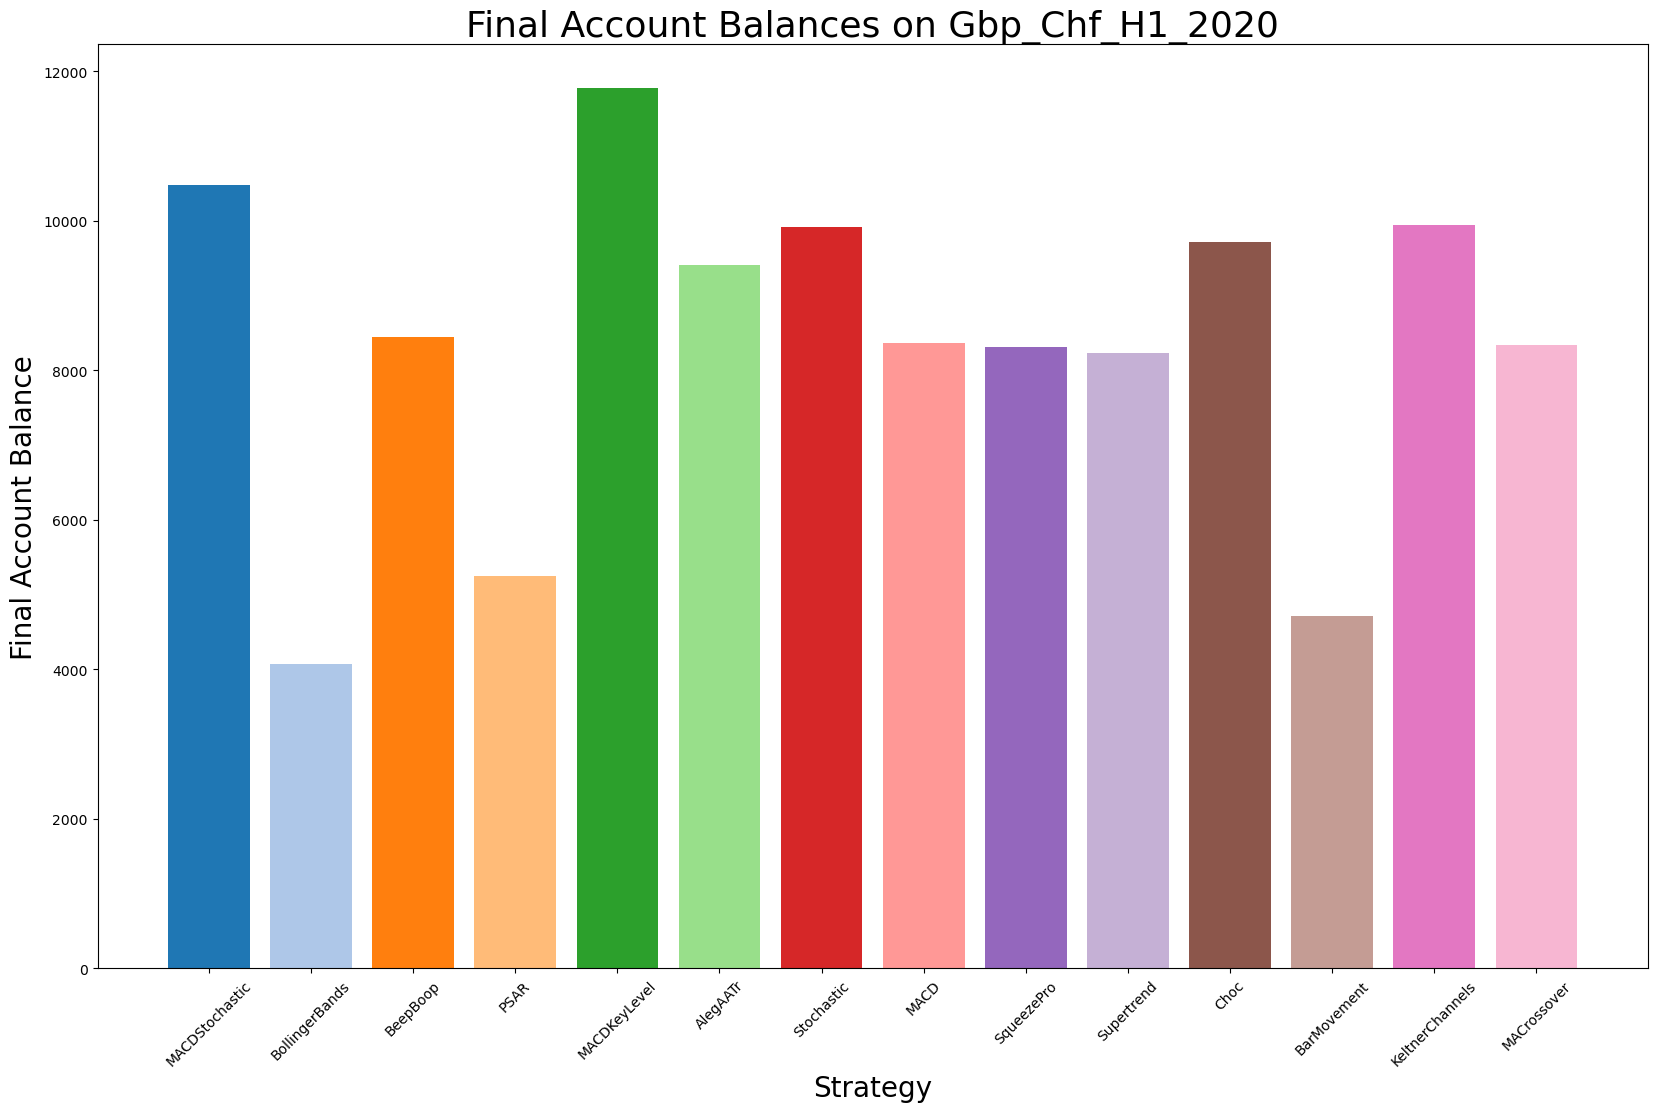 Final Account Balances on Gbp_Chf_H1_2020
Final Account Balance
12000
10000
8000
6000
4000
2000
0
MACDStochastic
BollingerBands
BeepBoop
PSAR
MACDKeyLevel
AlegAATr
Stochastic
MACD
SqueezePro
Supertrend
Choc
BarMovement
KeltnerChannels
MACrossover
Strategy